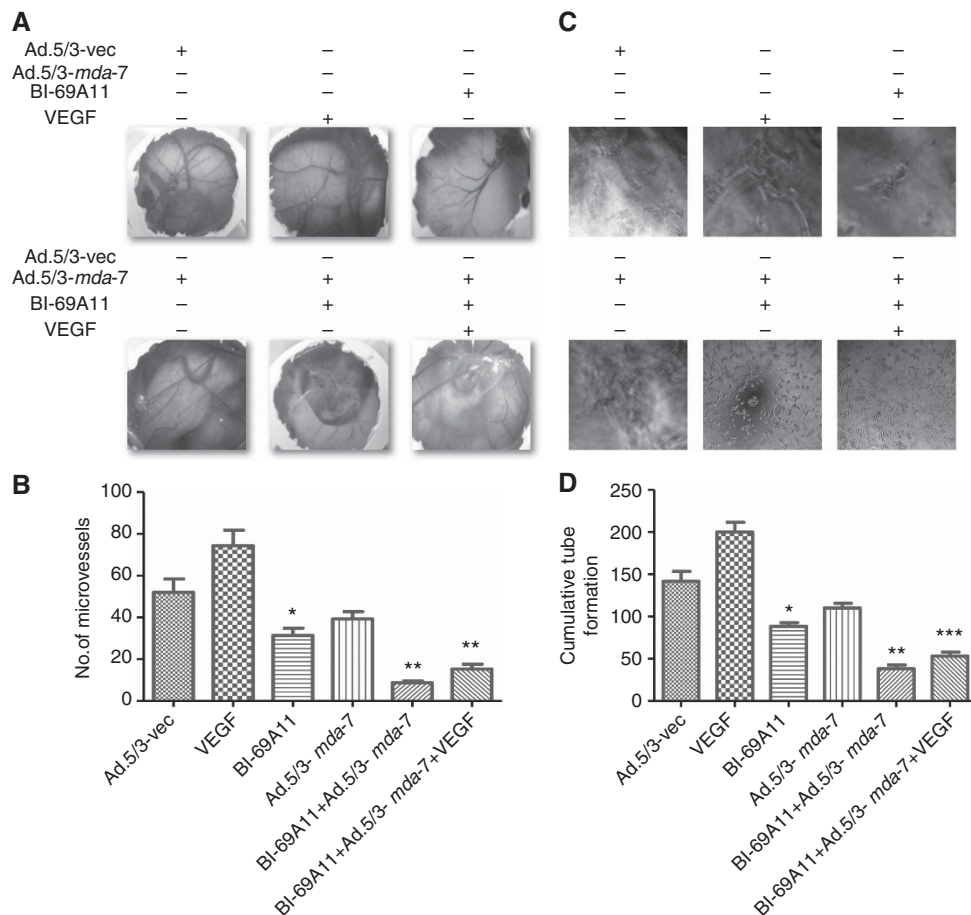 A
Ad.5/3-vec + – –
Ad.5/3-mda-7 – – –
BI-69A11 – – +
VEGF – + –
Ad.5/3-vec – – –
Ad.5/3-mda-7 + + +
BI-69A11 – + +
VEGF – – +
C
+ – –
– – –
– – +
– + –
– – –
+ + +
– + +
– – +
B
No.of microvessels
100
80
60
40
20
0
*
**
**
Ad.5/3-vec
VEGF
BI-69A11
Ad.5/3- mda-7
BI-69A11+Ad.5/3- mda-7
BI-69A11+Ad.5/3- mda-7+VEGF
D
Cumulative tube
formation
250
200
150
100
50
0
*
**
***
Ad.5/3-vec
VEGF
BI-69A11
Ad.5/3- mda-7
BI-69A11+Ad.5/3- mda-7
BI-69A11+Ad.5/3- mda-7+VEGF